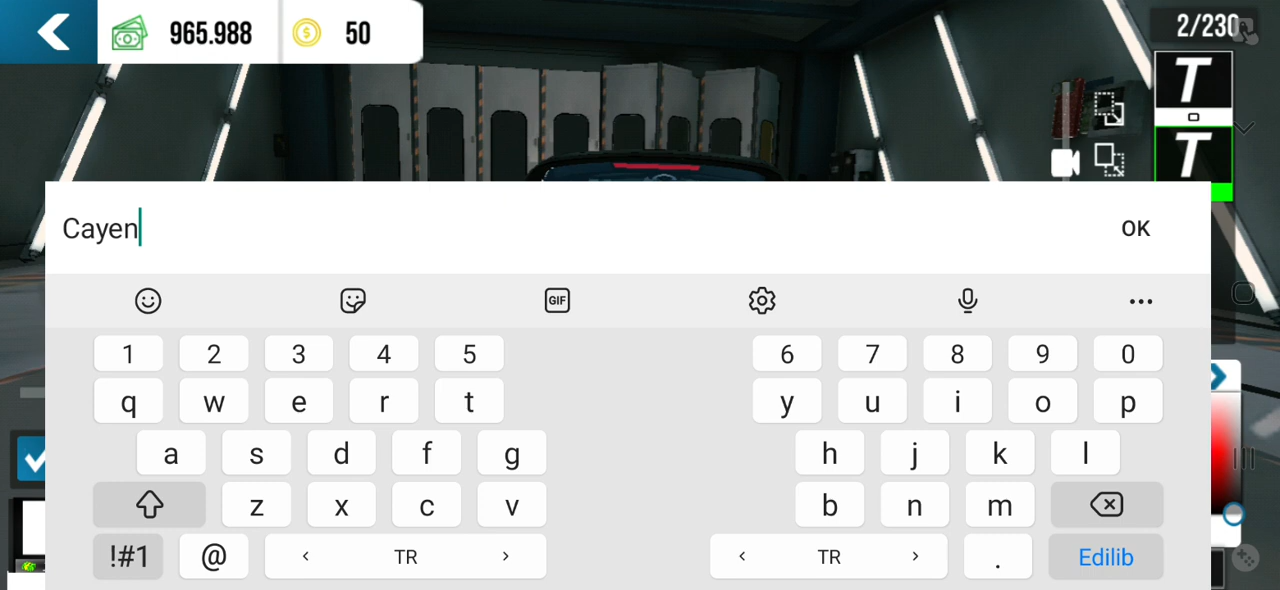 965.988
50
2/230
T
T
Cayen
OK
GIF
1 2 3 4 5 6 7 8 9 0
q w e r t y u i o p
a s d f g h j k l
z x c v b n m
!#1 @ < TR > < TR > . Edilib